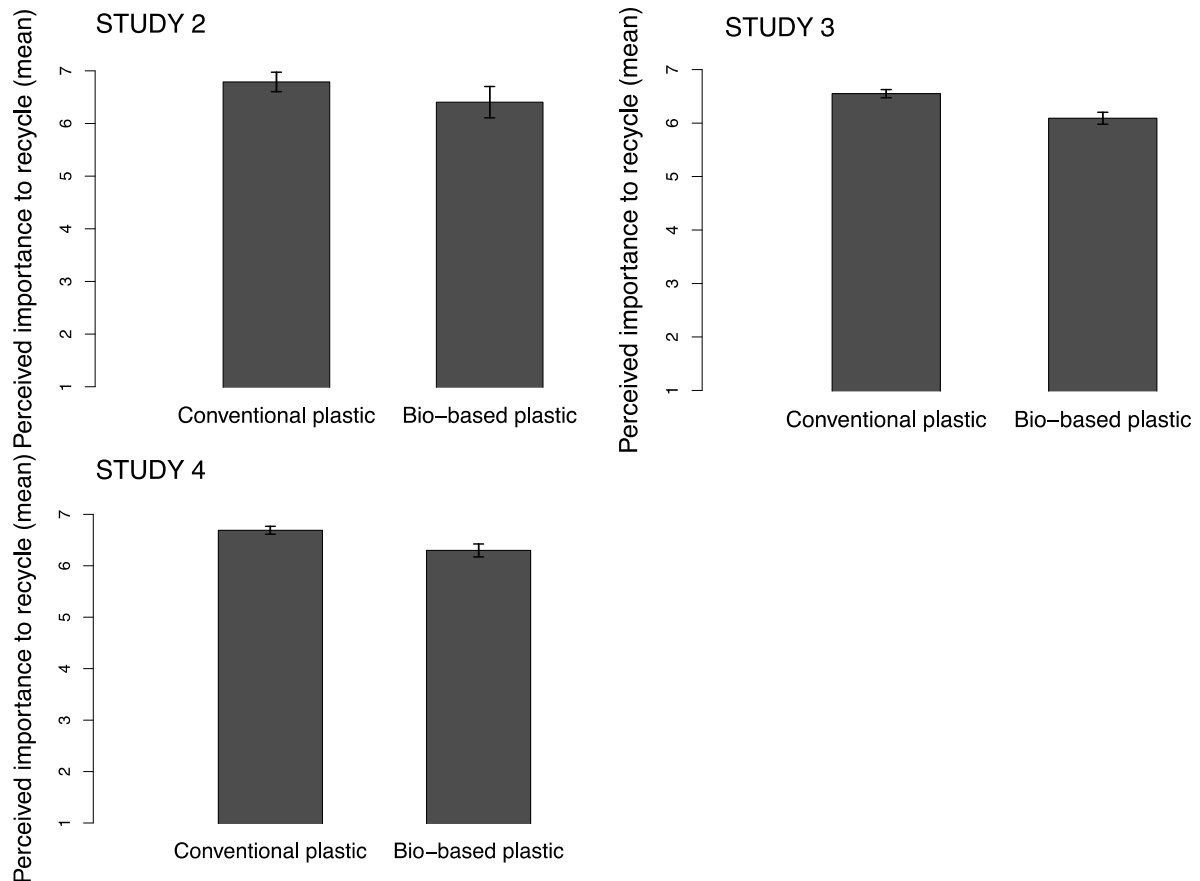 STUDY 2
Perceived importance to recycle (mean)
7
6
5
4
3
2
1
Conventional plastic
Bio−based plastic
STUDY 3
Perceived importance to recycle (mean)
7
6
5
4
3
2
1
Conventional plastic
Bio−based plastic
STUDY 4
Perceived importance to recycle (mean)
7
6
5
4
3
2
1
Conventional plastic
Bio−based plastic